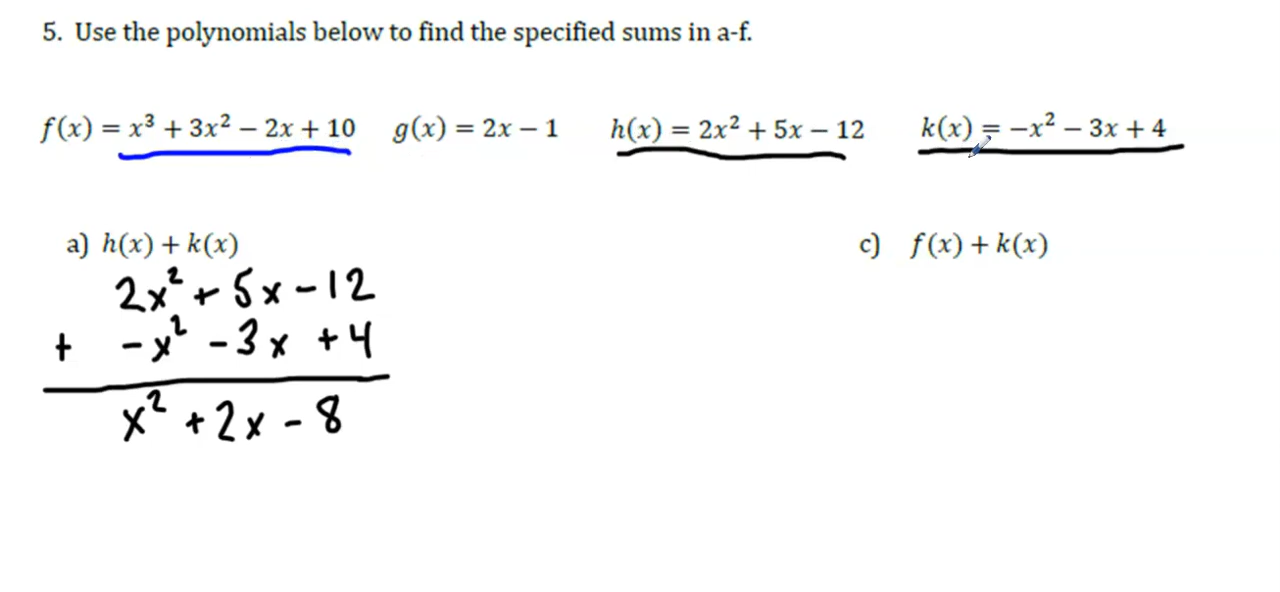 5. Use the polynomials below to find the specified sums in a-f.
f(x) = x³ + 3x² − 2x + 10 g(x) = 2x − 1 h(x) = 2x² + 5x − 12 k(x) = −x² − 3x + 4
a) h(x) + k(x) c) f(x) + k(x)
2x² + 5x − 12
+ −x² − 3x + 4
x² + 2x − 8